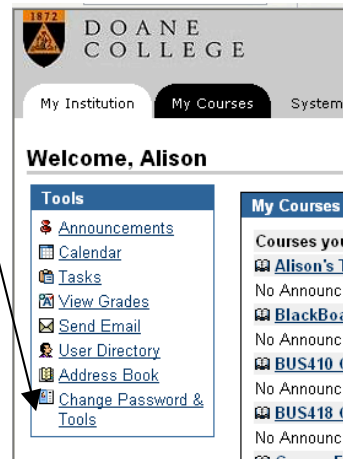 1872
DOANE
COLLEGE
My Institution
My Courses
System
Welcome, Alison
Tools
Announcements
Calendar
Tasks
View Grades
Send Email
User Directory
Address Book
Change Password &
Tools
My Courses
Courses you
Alison's T
No Announc
BlackBoa
No Announc
BUS410
No Announc
BUS418
No Announc